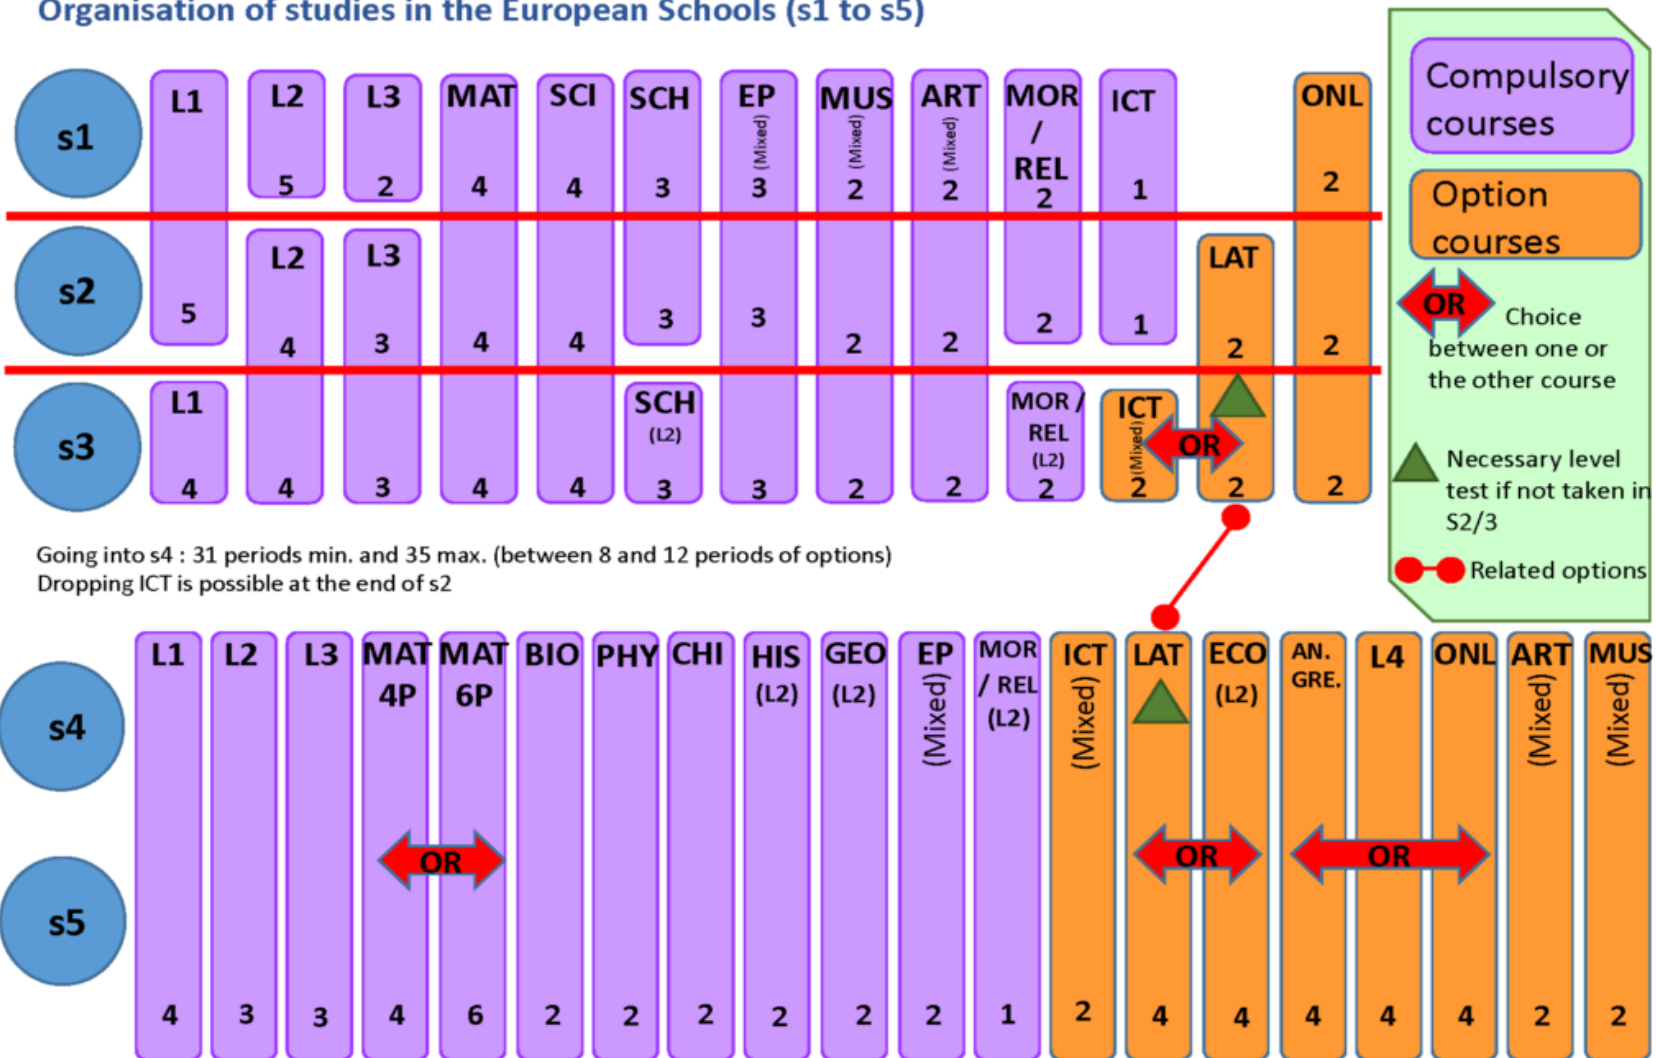 Organisation of studies in the European Schools (s1 to s5)
s1
L1
L2
5
L3
2
MAT
4
SCI
4
SCH
3
EP
(Mixed)
3
MUS
(Mixed)
2
ART
(Mixed)
2
MOR
/
REL
2
ICT
1
ONL
2
s2
5
L2
4
L3
3
4
4
3
3
2
2
2
1
LAT
2
2
s3
L1
4
4
3
4
4
SCH
(L2)
3
3
2
2
MOR /
REL
(L2)
2
ICT
(Mixed)
2
OR
2
2
Compulsory
courses
Option
courses
OR
Choice
between one or
the other course
Necessary level
test if not taken in
S2/3
Related options
Going into s4 : 31 periods min. and 35 max. (between 8 and 12 periods of options)
Dropping ICT is possible at the end of s2
s4
s5
L1
4
L2
3
L3
3
MAT
4P
4
OR
MAT
6P
6
BIO
2
PHY
2
CHI
2
HIS
(L2)
2
GEO
(L2)
2
EP
(Mixed)
2
MOR
/ REL
(L2)
1
ICT
(Mixed)
2
LAT
4
OR
ECO
(L2)
4
AN.
GRE.
4
L4
OR
4
ONL
4
ART
(Mixed)
2
MUS
(Mixed)
2